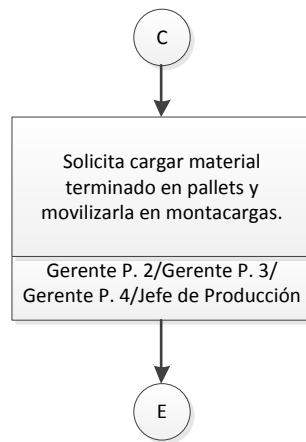 C
Solicita cargar material
terminado en pallets y
movilizarla en montacargas.
Gerente P. 2/Gerente P. 3/
Gerente P. 4/Jefe de Producción
E